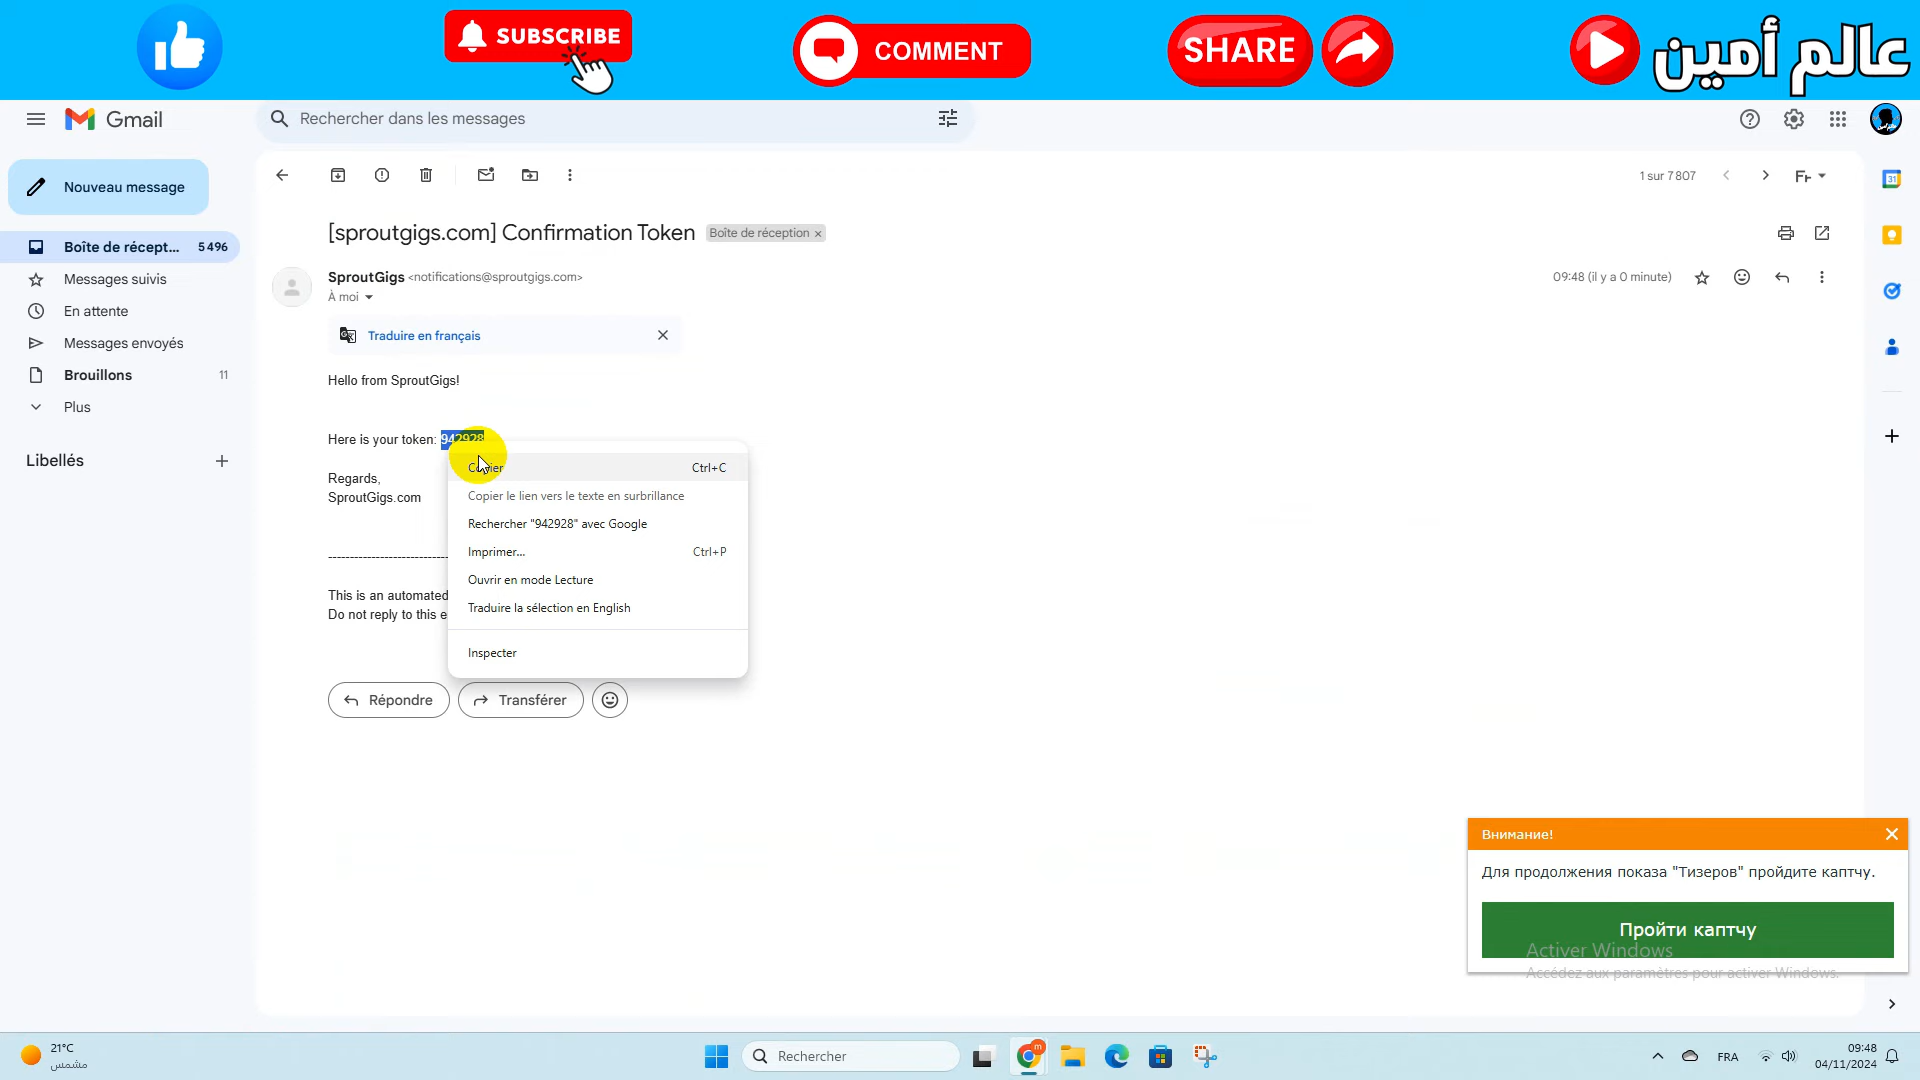 SUBSCRIBE
COMMENT
SHARE
عالم أمين
Gmail
Rechercher dans les messages
Nouveau message
1 sur 7 807
Boîte de récept... 5 496
Messages suivis
En attente
Messages envoyés
Brouillons 11
Plus
Libellés
[sproutgigs.com] Confirmation Token Boîte de réception ×
SproutGigs <notifications@sproutgigs.com> 09:48 (il y a 0 minute)
À moi
Traduire en français
Hello from SproutGigs!
Here is your token: 942928
Regards,
SproutGigs.com
This is an automated
Do not reply to this e
Copier Ctrl+C
Copier le lien vers le texte en surbrillance
Rechercher "942928" avec Google
Imprimer... Ctrl+P
Ouvrir en mode Lecture
Traduire la sélection en English
Inspecter
Répondre
Transférer
31
Внимание!
Для продолжения показа "Тизеров" пройдите каптчу.
Пройти каптчу
Activer Windows
Accédez aux paramètres pour activer Windows.
21°C
مشمس
Rechercher
m
FRA
09:48
04/11/2024